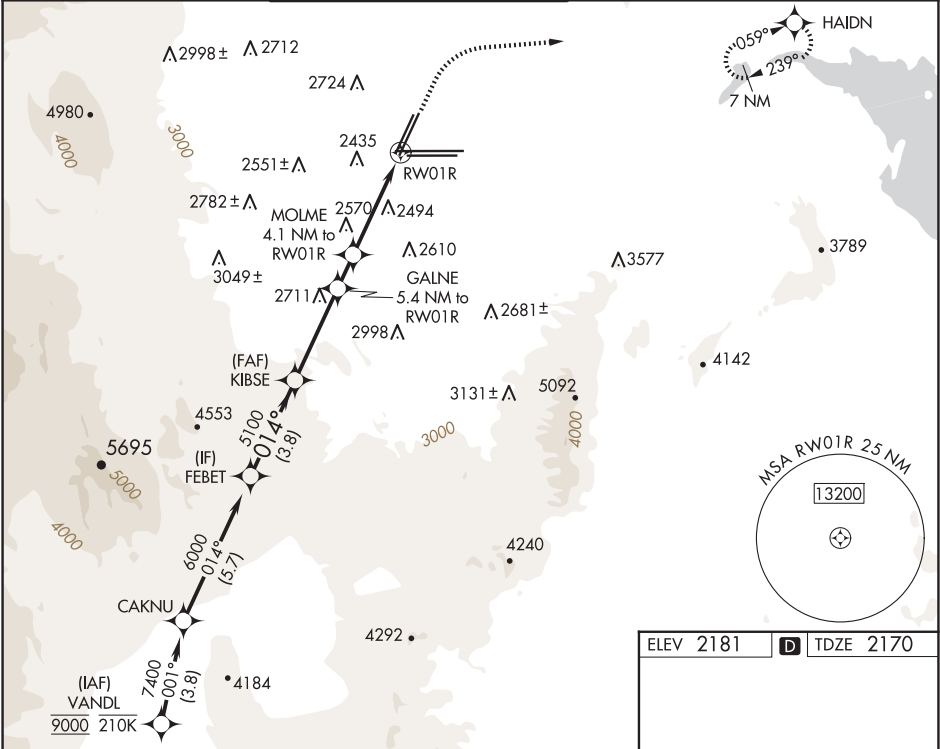 HAIDN
059°
239°
7 NM
2998 ±
2712
2724
4980
4000
3000
2435
2551 ±
RW01R
2782 ±
2570
2494
MOLME
4.1 NM to
RW01R
2610
3049 ±
3577
3789
GALNE
5.4 NM to
RW01R
2711
2681 ±
2998
4142
(FAF)
KIBSE
3131 ±
5092
4000
3000
4553
5100
014°
(3.8)
(IF)
FEBET
5695
5000
4000
MSA RW01R 25 NM
13200
6000
014°
(5.7)
4240
CAKNU
4292
7400
001°
(3.8)
4184
(IAF)
VANDL
9000 210K
ELEV 2181 D TDZE 2170